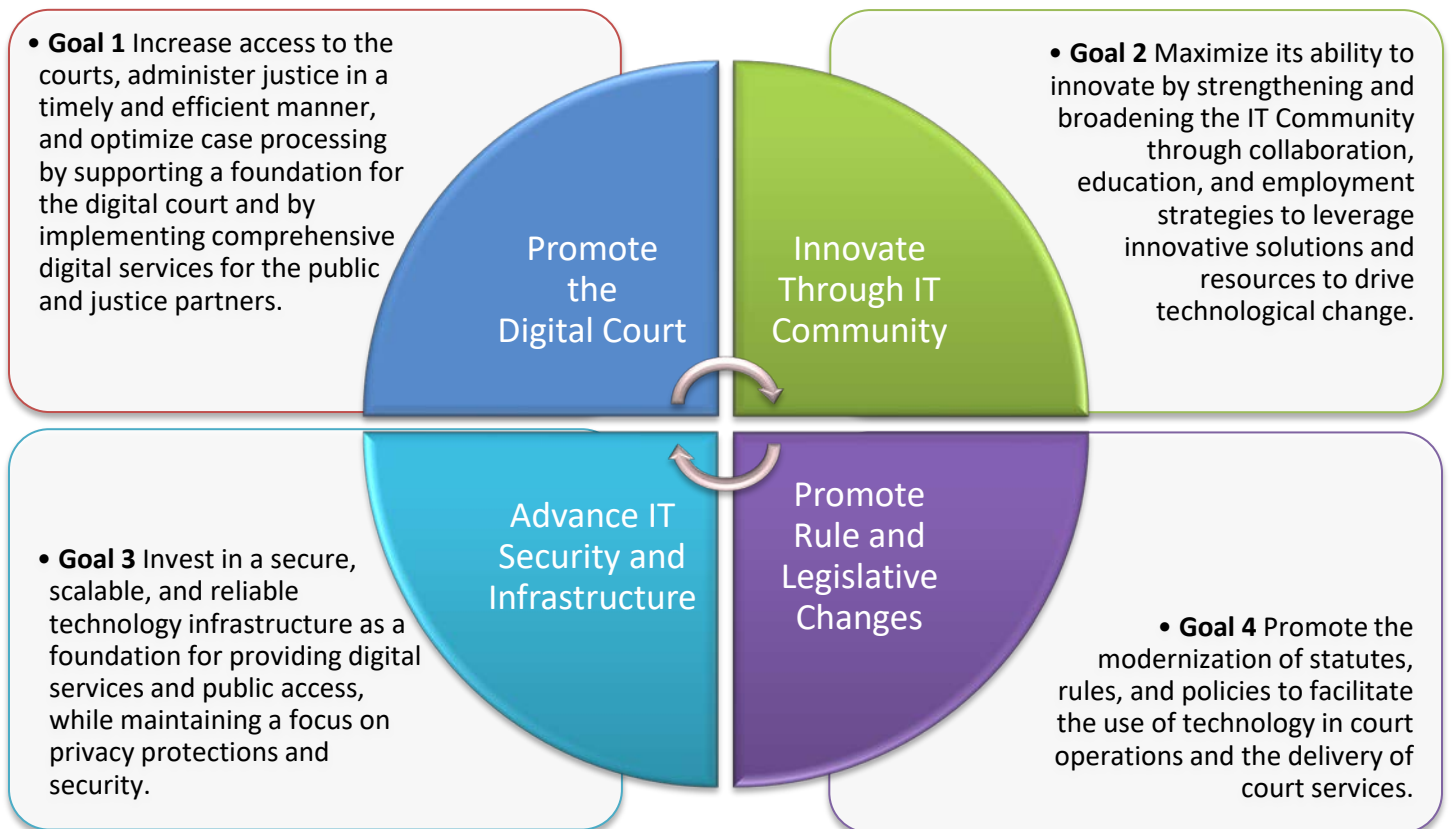 • Goal 1 Increase access to the
courts, administer justice in a
timely and efficient manner,
and optimize case processing
by supporting a foundation for
the digital court and by
implementing comprehensive
digital services for the public
and justice partners.
Promote
the
Digital Court
Innovate
Through IT
Community
• Goal 2 Maximize its ability to
innovate by strengthening and
broadening the IT Community
through collaboration,
education, and employment
strategies to leverage
innovative solutions and
resources to drive
technological change.
• Goal 3 Invest in a secure,
scalable, and reliable
technology infrastructure as a
foundation for providing digital
services and public access,
while maintaining a focus on
privacy protections and
security.
Advance IT
Security and
Infrastructure
Promote
Rule and
Legislative
Changes
• Goal 4 Promote the
modernization of statutes,
rules, and policies to facilitate
the use of technology in court
operations and the delivery of
court services.